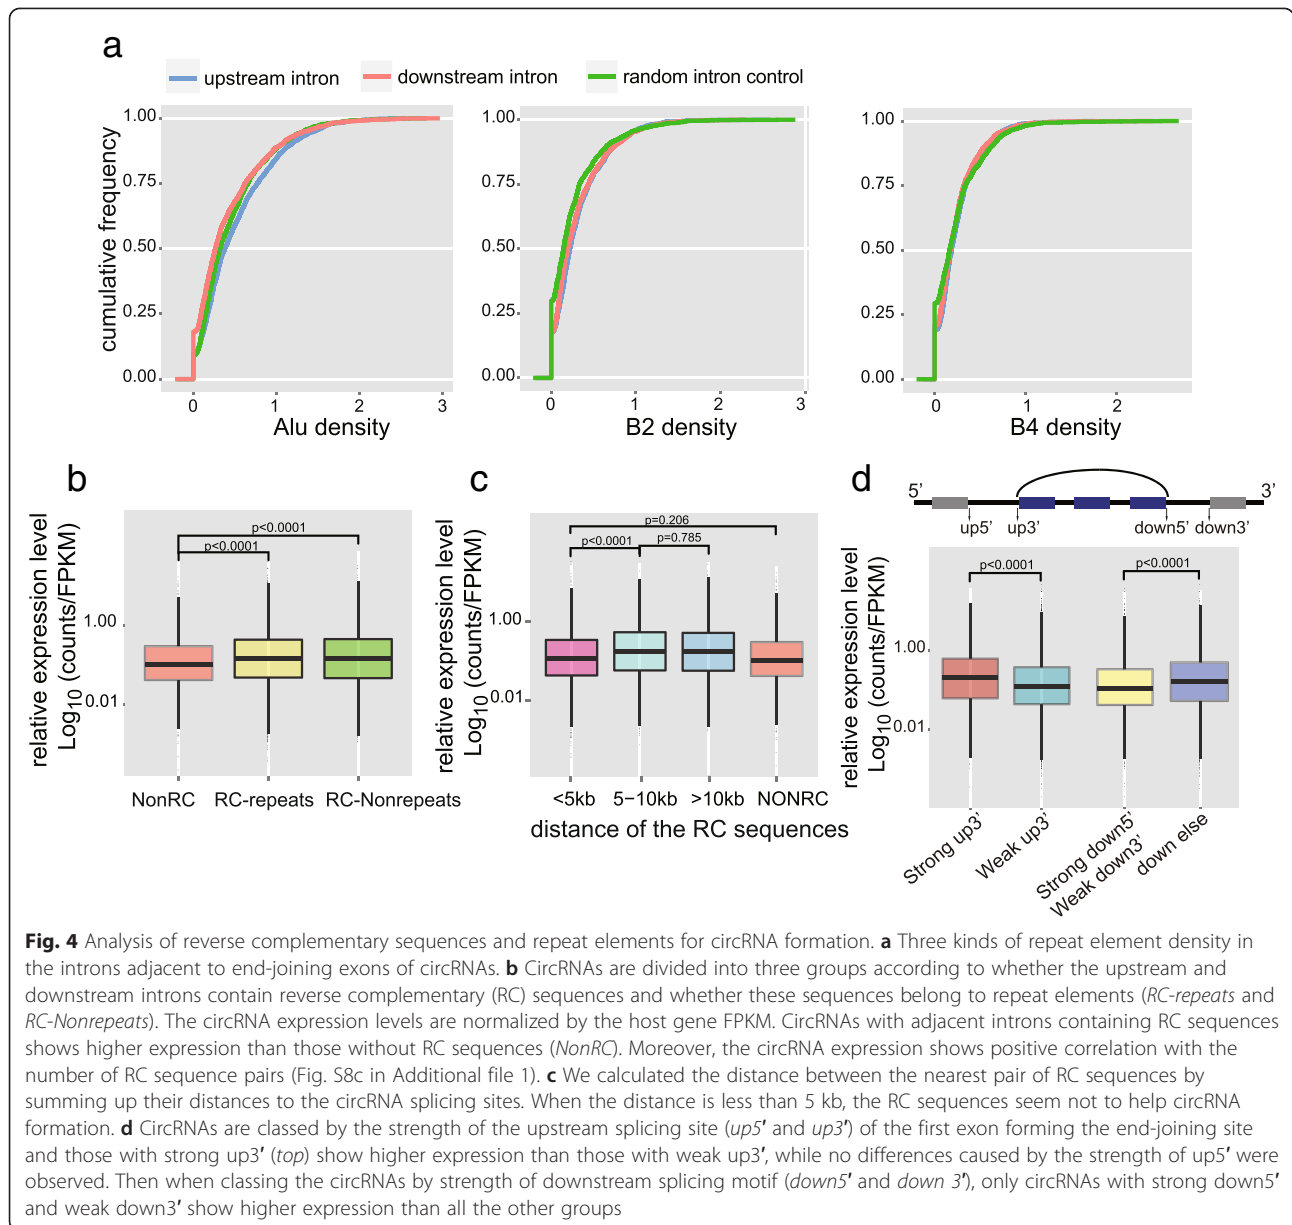 a
upstream intron downstream intron random intron control
cumulative frequency
1.00
0.75
0.50
0.25
0.00
0 1 2 3
Alu density
1.00
0.75
0.50
0.25
0.00
0 1 2 3
B2 density
1.00
0.75
0.50
0.25
0.00
0 1 2
B4 density
b
relative expression level
Log10 (counts/FPKM)
p<0.0001
p<0.0001
1.00
0.01
NonRC RC-repeats RC-Nonrepeats
c
relative expression level
Log10 (counts/FPKM)
p=0.206
p<0.0001 p=0.785
1.00
0.01
<5kb 5−10kb >10kb NONRC
distance of the RC sequences
d
5’ 3’
up5’ up3’ down5’ down3’
relative expression level
Log10 (counts/FPKM)
p<0.0001 p<0.0001
1.00
0.01
Strong up3’
Weak up3’
Strong down5’
Weak down3’
down else
Fig. 4 Analysis of reverse complementary sequences and repeat elements for circRNA formation. a Three kinds of repeat element density in
the introns adjacent to end-joining exons of circRNAs. b CircRNAs are divided into three groups according to whether the upstream and
downstream introns contain reverse complementary (RC) sequences and whether these sequences belong to repeat elements (RC-repeats and
RC-Nonrepeats). The circRNA expression levels are normalized by the host gene FPKM. CircRNAs with adjacent introns containing RC sequences
shows higher expression than those without RC sequences (NonRC). Moreover, the circRNA expression shows positive correlation with the
number of RC sequence pairs (Fig. S8c in Additional file 1). c We calculated the distance between the nearest pair of RC sequences by
summing up their distances to the circRNA splicing sites. When the distance is less than 5 kb, the RC sequences seem not to help circRNA
formation. d CircRNAs are classed by the strength of the upstream splicing site (up5′ and up3′) of the first exon forming the end-joining site
and those with strong up3′ (top) show higher expression than those with weak up3′, while no differences caused by the strength of up5′ were
observed. Then when classing the circRNAs by strength of downstream splicing motif (down5′ and down 3′), only circRNAs with strong down5′
and weak down3′ show higher expression than all the other groups